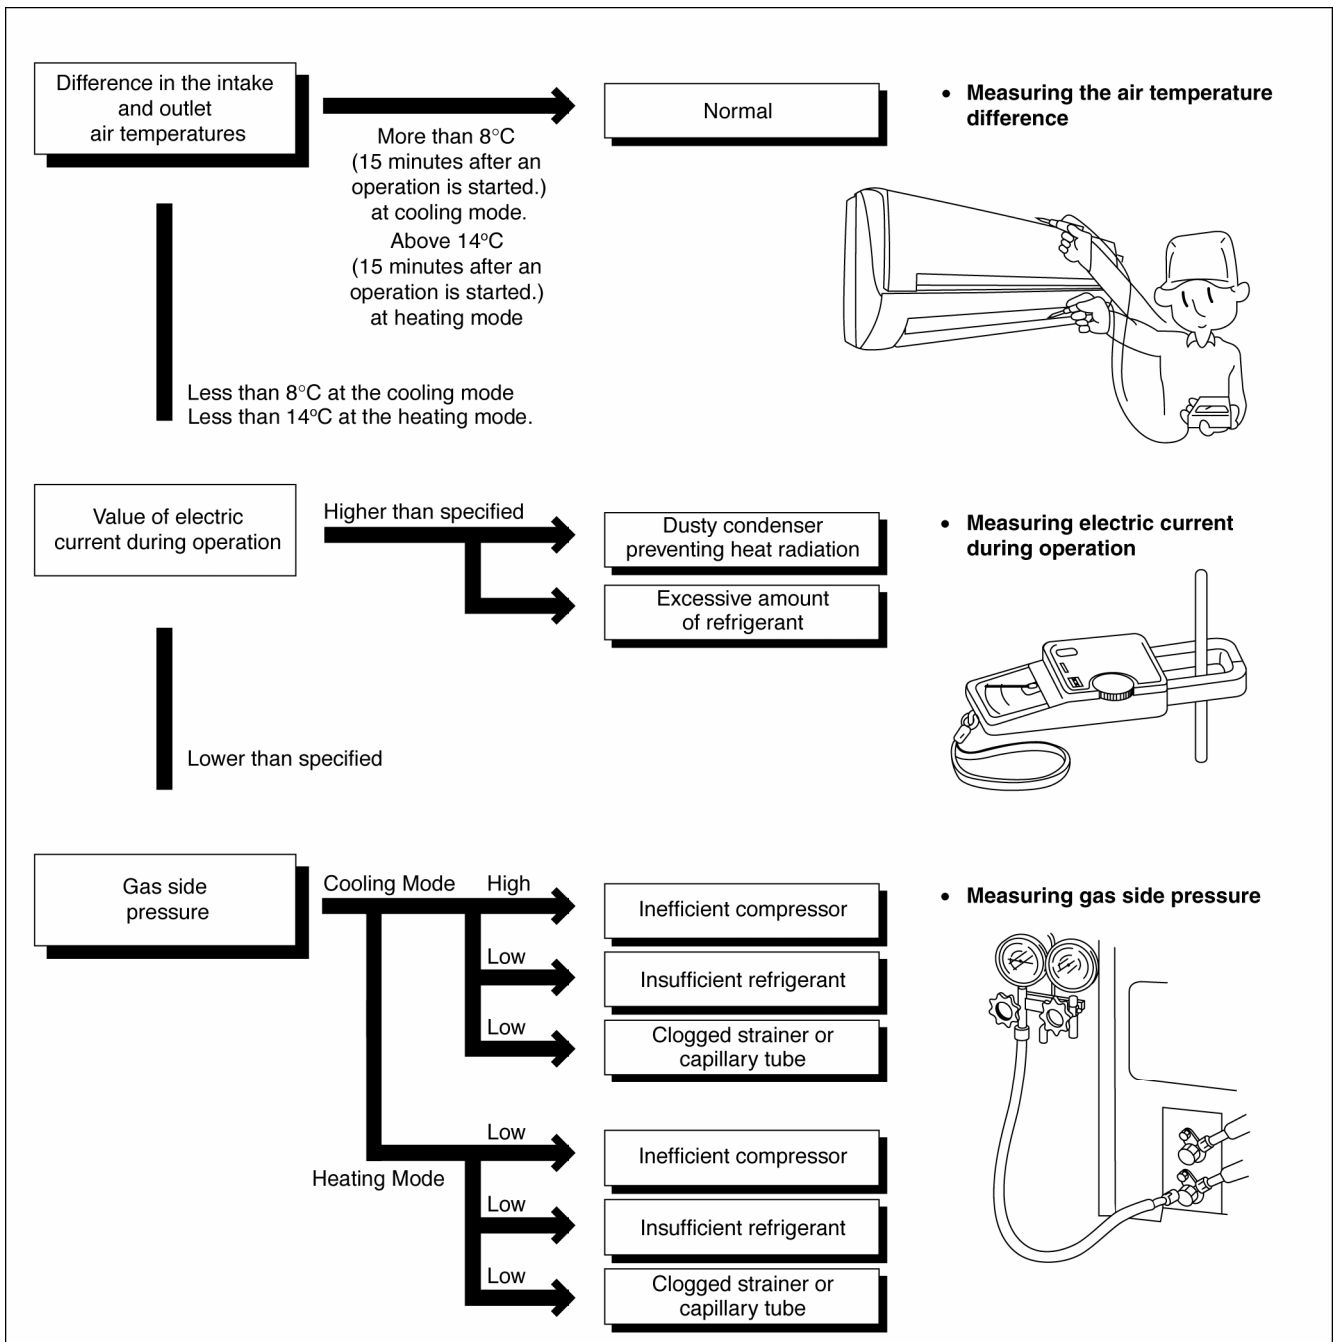 Difference in the intake
and outlet
air temperatures
More than 8°C
(15 minutes after an
operation is started.)
at cooling mode.
Above 14ºC
(15 minutes after an
operation is started.)
at heating mode
Normal
• Measuring the air temperature
difference
Less than 8°C at the cooling mode
Less than 14ºC at the heating mode.
Value of electric
current during operation
Higher than specified
Dusty condenser
preventing heat radiation
Excessive amount
of refrigerant
• Measuring electric current
during operation
Lower than specified
Gas side
pressure
Cooling Mode
High
Inefficient compressor
Low
Insufficient refrigerant
Low
Clogged strainer or
capillary tube
• Measuring gas side pressure
Heating Mode
Low
Inefficient compressor
Low
Insufficient refrigerant
Low
Clogged strainer or
capillary tube